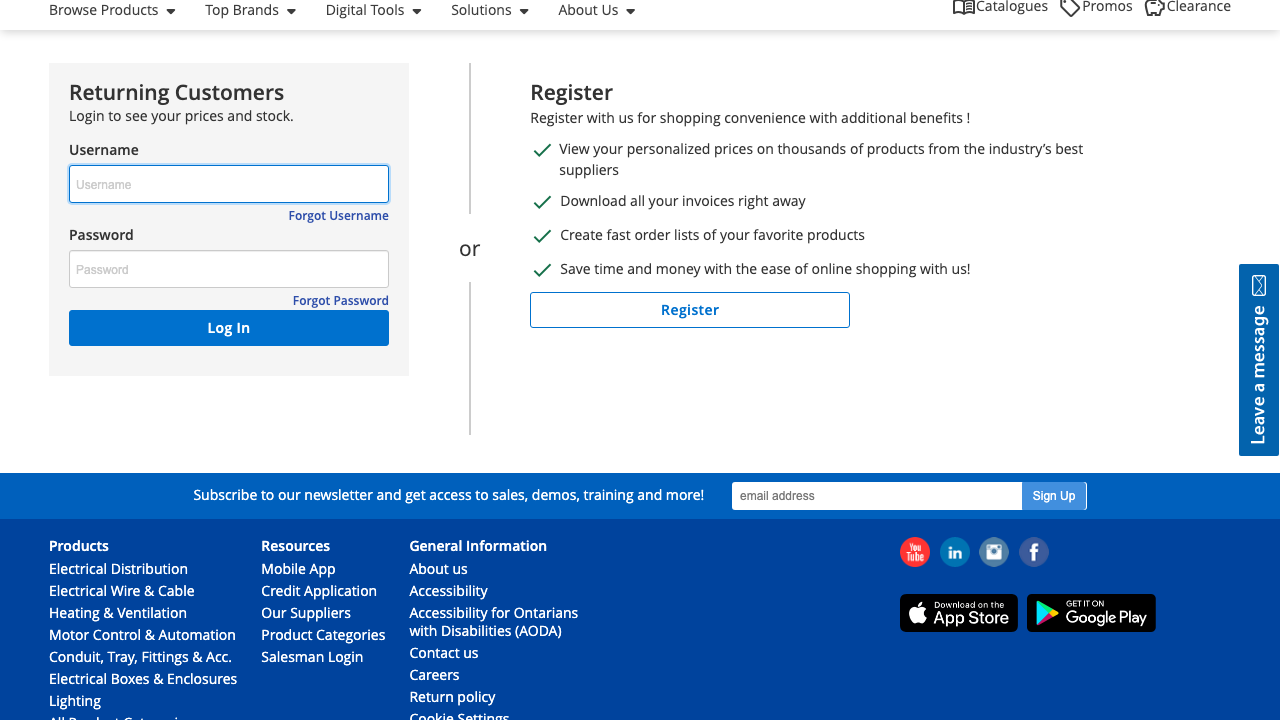 Browse Products
Top Brands
Digital Tools
Solutions
About Us
Catalogues
Promos
Clearance
Returning Customers
Login to see your prices and stock.
Username
Username
Forgot Username
Password
Password
Forgot Password
Log In
or
Register
Register with us for shopping convenience with additional benefits !
View your personalized prices on thousands of products from the industry’s best
suppliers
Download all your invoices right away
Create fast order lists of your favorite products
Save time and money with the ease of online shopping with us!
Register
Leave a message
Subscribe to our newsletter and get access to sales, demos, training and more!
email address
Sign Up
Products
Electrical Distribution
Electrical Wire & Cable
Heating & Ventilation
Motor Control & Automation
Conduit, Tray, Fittings & Acc.
Electrical Boxes & Enclosures
Lighting
Resources
Mobile App
Credit Application
Our Suppliers
Product Categories
Salesman Login
General Information
About us
Accessibility
Accessibility for Ontarians
with Disabilities (AODA)
Contact us
Careers
Return policy
Cookie Settings
You
Tube
in
f
Download on the
App Store
GET IT ON
Google Play